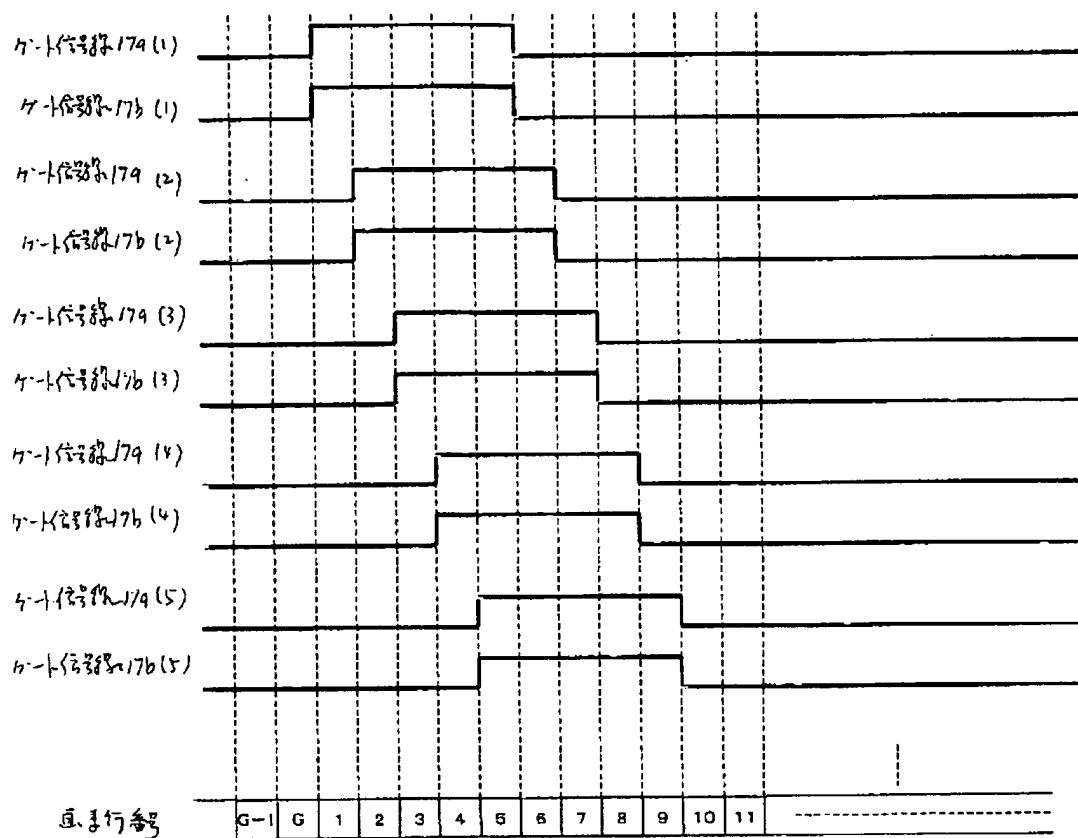 ゲート信号線17a(1)
ゲート信号線17b(1)
ゲート信号線17a(2)
ゲート信号線17b(2)
ゲート信号線17a(3)
ゲート信号線17b(3)
ゲート信号線17a(4)
ゲート信号線17b(4)
ゲート信号線17a(5)
ゲート信号線17b(5)
画素行番号 G-1 G 1 2 3 4 5 6 7 8 9 10 11